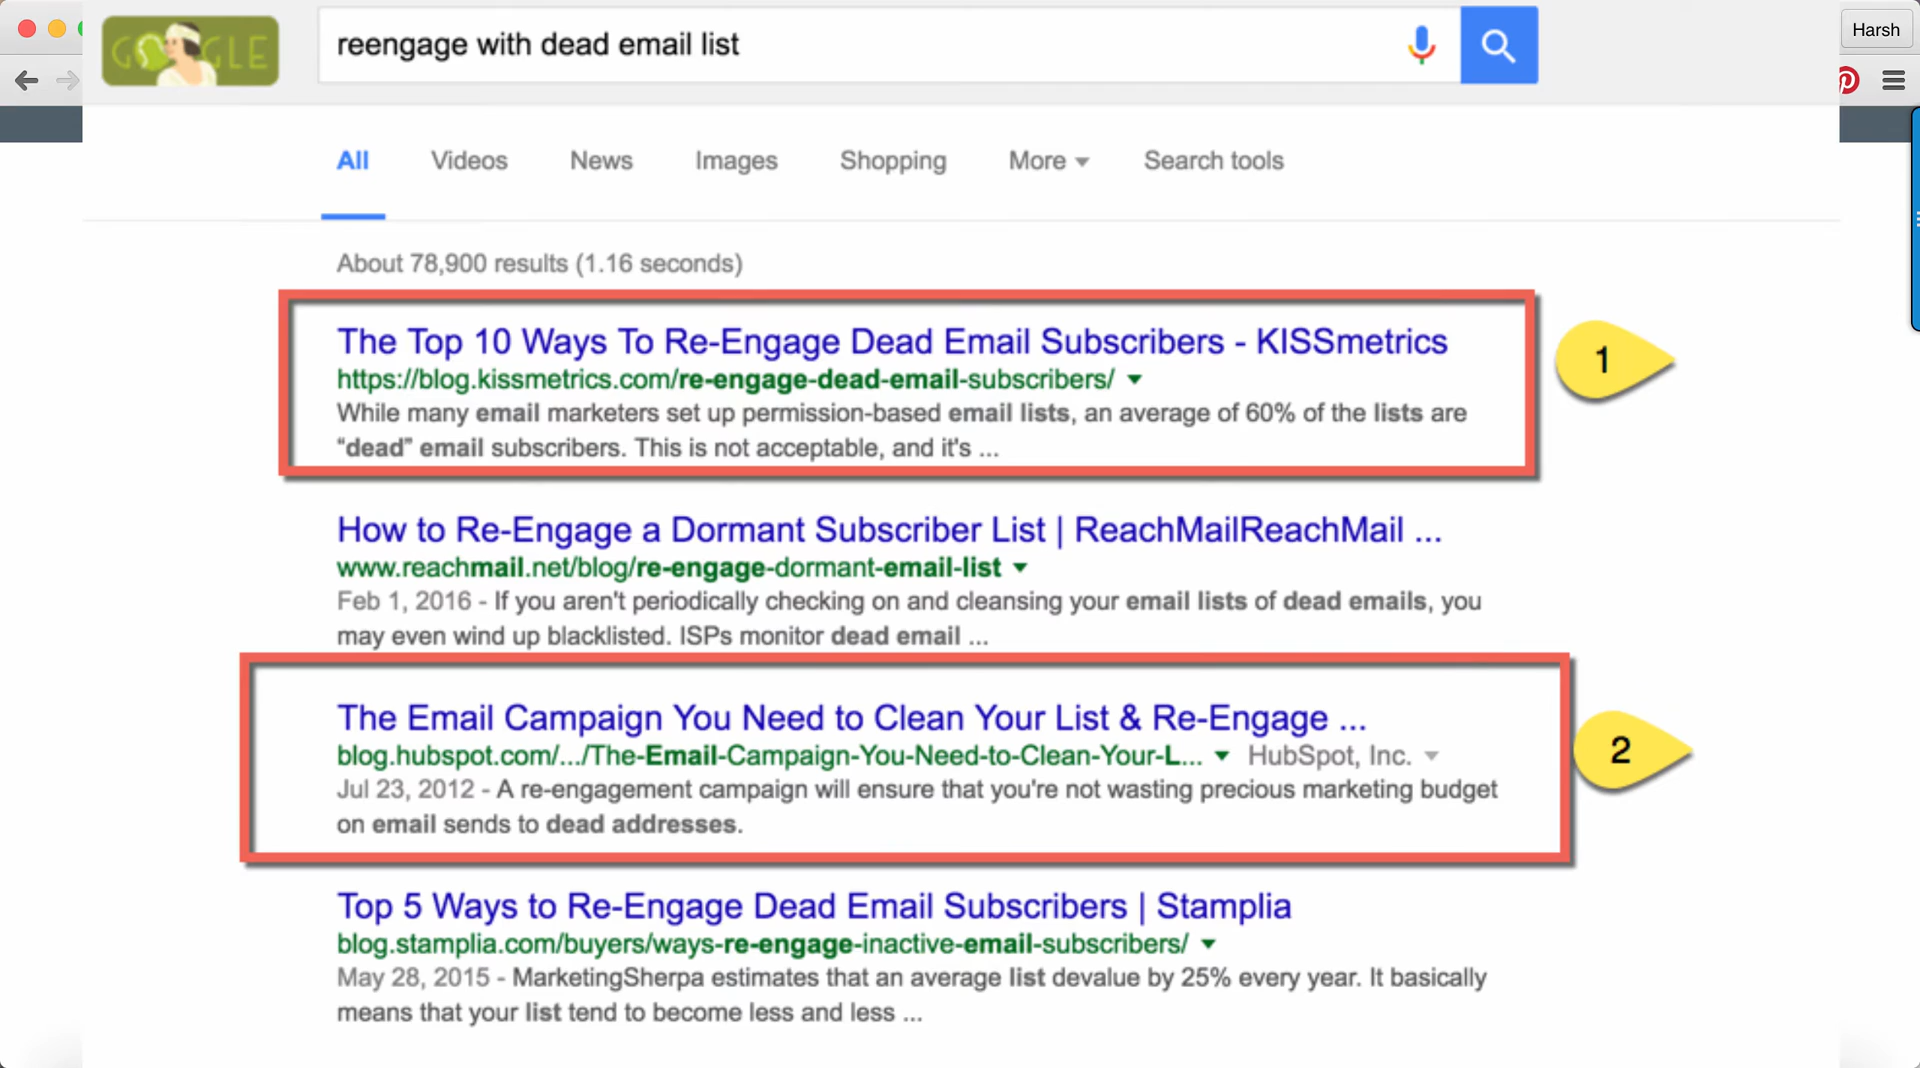 GOOGLE
reengage with dead email list
Harsh
All Videos News Images Shopping More Search tools
About 78,900 results (1.16 seconds)
The Top 10 Ways To Re-Engage Dead Email Subscribers - KISSmetrics
https://blog.kissmetrics.com/re-engage-dead-email-subscribers/
While many email marketers set up permission-based email lists, an average of 60% of the lists are
“dead” email subscribers. This is not acceptable, and it's ...
1
How to Re-Engage a Dormant Subscriber List | ReachMailReachMail ...
www.reachmail.net/blog/re-engage-dormant-email-list
Feb 1, 2016 - If you aren't periodically checking on and cleansing your email lists of dead emails, you
may even wind up blacklisted. ISPs monitor dead email ...
The Email Campaign You Need to Clean Your List & Re-Engage ...
blog.hubspot.com/.../The-Email-Campaign-You-Need-to-Clean-Your-L... HubSpot, Inc.
Jul 23, 2012 - A re-engagement campaign will ensure that you're not wasting precious marketing budget
on email sends to dead addresses.
2
Top 5 Ways to Re-Engage Dead Email Subscribers | Stamplia
blog.stamplia.com/buyers/ways-re-engage-inactive-email-subscribers/
May 28, 2015 - MarketingSherpa estimates that an average list devalue by 25% every year. It basically
means that your list tend to become less and less ...